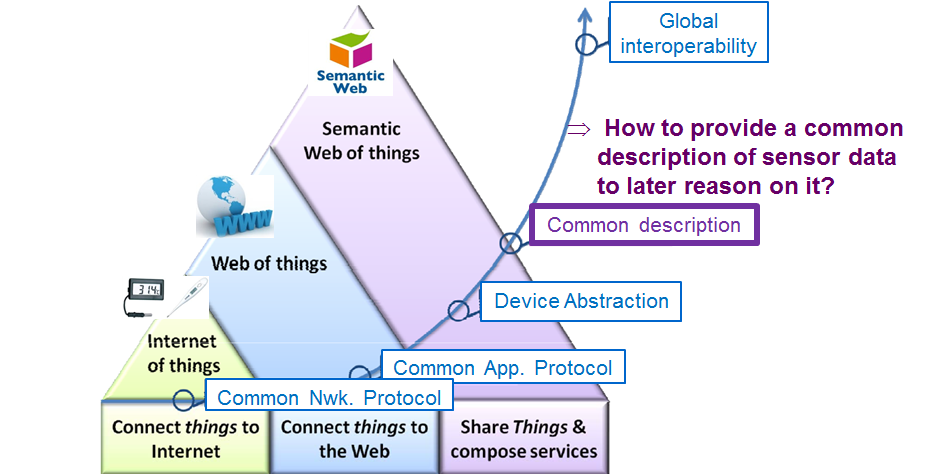 Global
interoperability
Semantic
Web
Semantic
Web of things
⇒ How to provide a common
description of sensor data
to later reason on it?
WWW
Common description
Web of things
314
Device Abstraction
Internet
of things
Common App. Protocol
Common Nwk. Protocol
Connect things to
Internet
Connect things to
the Web
Share Things &
compose services